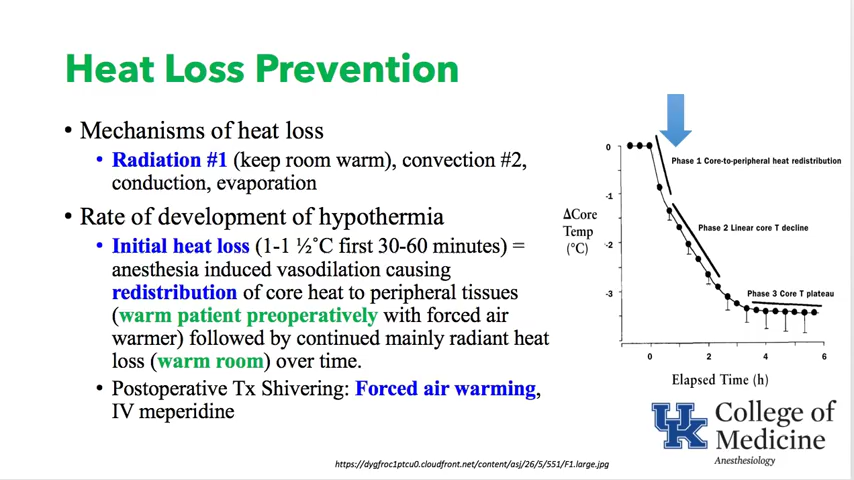 Heat Loss Prevention
• Mechanisms of heat loss
• Radiation #1 (keep room warm), convection #2,
conduction, evaporation
• Rate of development of hypothermia
• Initial heat loss (1-1 ½˚C first 30-60 minutes) =
anesthesia induced vasodilation causing
redistribution of core heat to peripheral tissues
(warm patient preoperatively with forced air
warmer) followed by continued mainly radiant heat
loss (warm room) over time.
• Postoperative Tx Shivering: Forced air warming,
IV meperidine
0
-1
-2
-3
ΔCore
Temp
(°C)
Phase 1 Core-to-peripheral heat redistribution
Phase 2 Linear core T decline
Phase 3 Core T plateau
0 2 4 6
Elapsed Time (h)
UK College of
Medicine
Anesthesiology
https://dygfroc1ptcu0.cloudfront.net/content/asj/26/5/551/F1.large.jpg